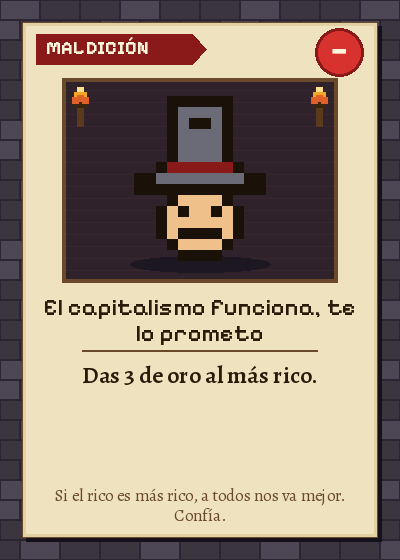 MALDICIÓN
El capitalismo funciona, te
lo prometo
Das 3 de oro al más rico.
Si el rico es más rico, a todos nos va mejor.
Confía.